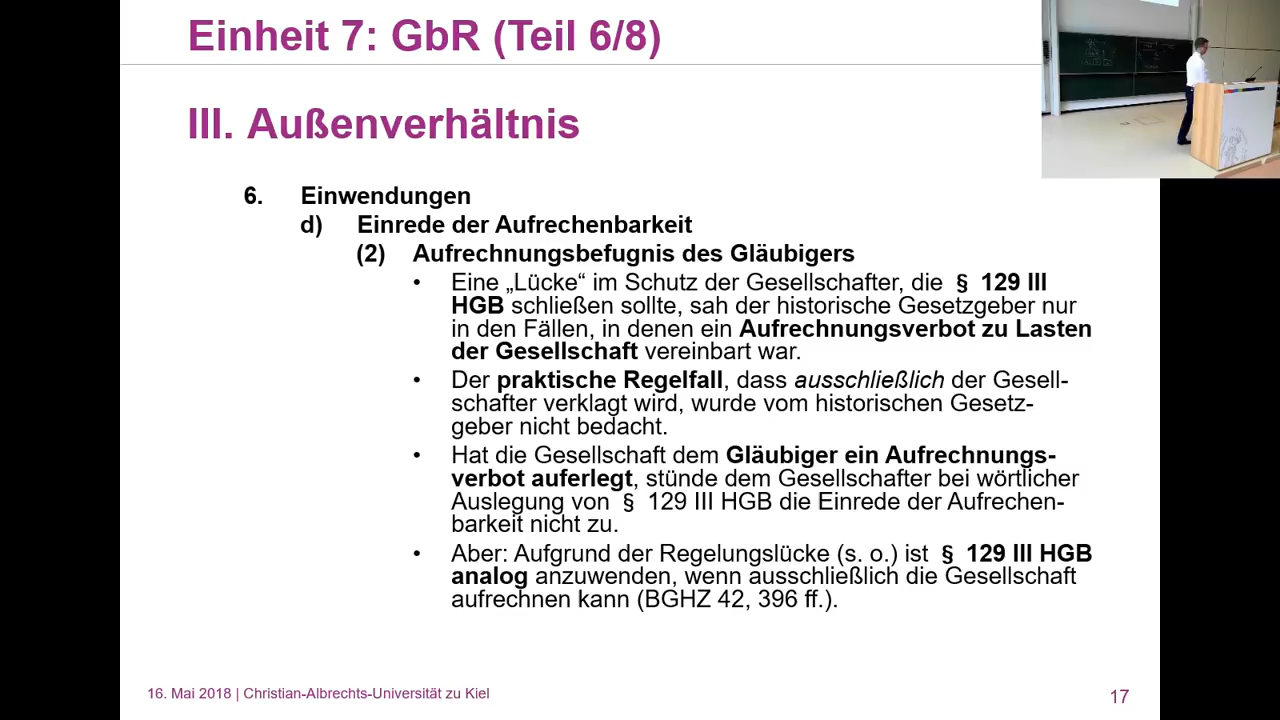 Einheit 7: GbR (Teil 6/8)
III. Außenverhältnis
6. Einwendungen
d) Einrede der Aufrechenbarkeit
(2) Aufrechnungsbefugnis des Gläubigers
• Eine „Lücke“ im Schutz der Gesellschafter, die § 129 III
HGB schließen sollte, sah der historische Gesetzgeber nur
in den Fällen, in denen ein Aufrechnungsverbot zu Lasten
der Gesellschaft vereinbart war.
• Der praktische Regelfall, dass ausschließlich der Gesell-
schafter verklagt wird, wurde vom historischen Gesetz-
geber nicht bedacht.
• Hat die Gesellschaft dem Gläubiger ein Aufrechnungs-
verbot auferlegt, stünde dem Gesellschafter bei wörtlicher
Auslegung von § 129 III HGB die Einrede der Aufrechen-
barkeit nicht zu.
• Aber: Aufgrund der Regelungslücke (s. o.) ist § 129 III HGB
analog anzuwenden, wenn ausschließlich die Gesellschaft
aufrechnen kann (BGHZ 42, 396 ff.).
16. Mai 2018 | Christian-Albrechts-Universität zu Kiel
17